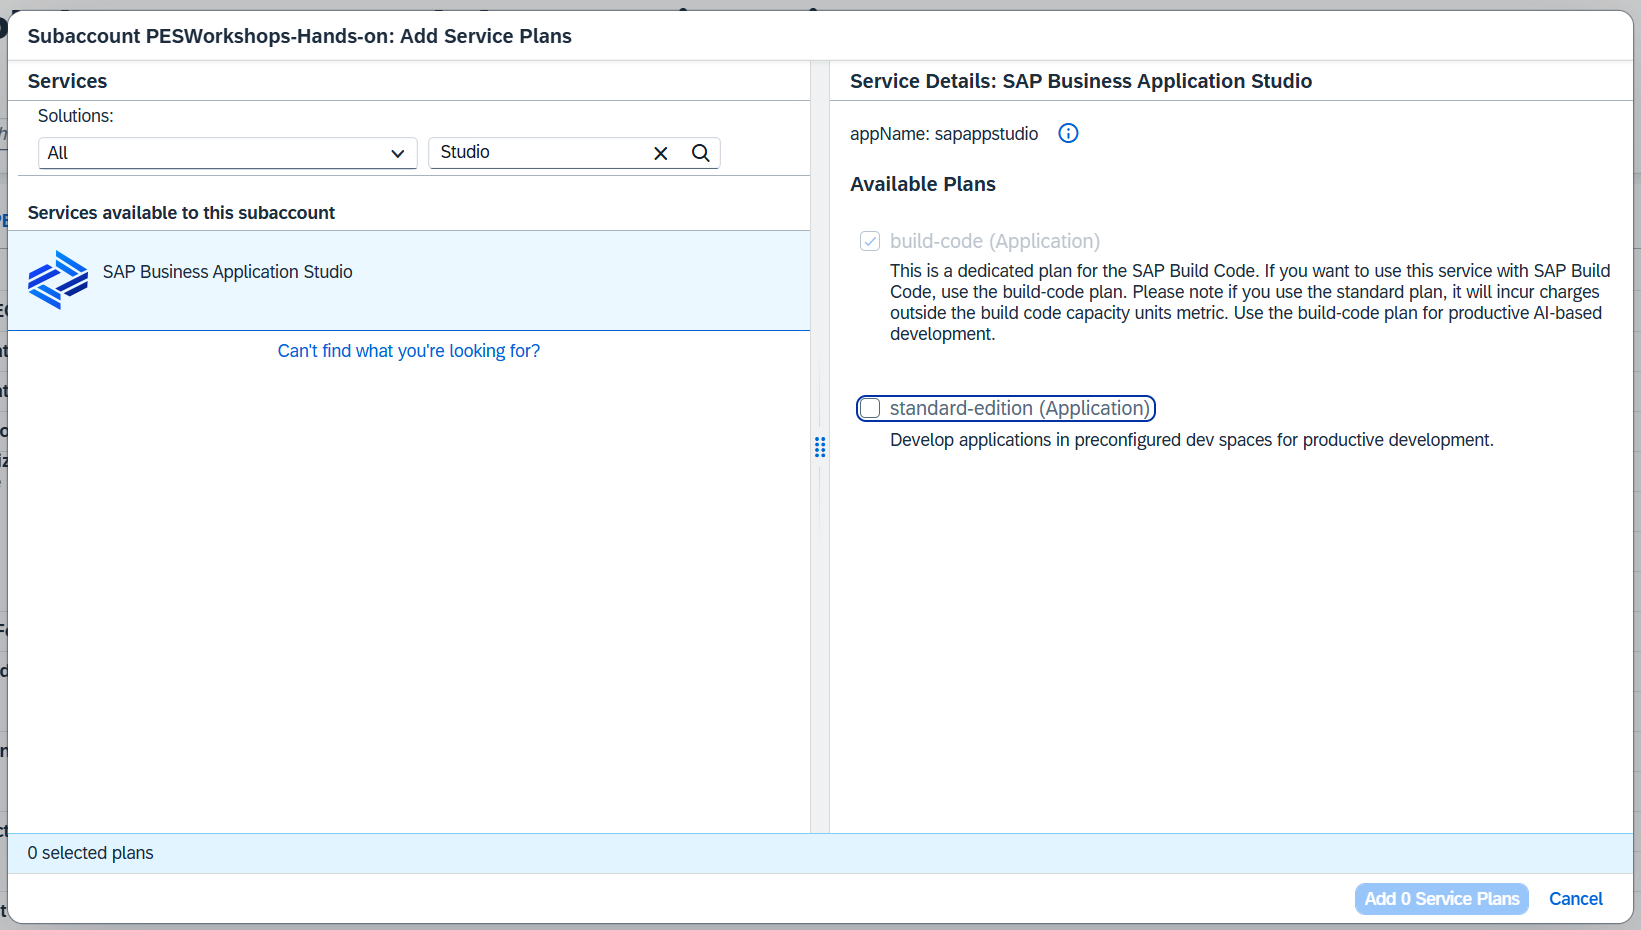 Subaccount PESWorkshops-Hands-on: Add Service Plans
Services
Solutions:
All
Studio
Services available to this subaccount
SAP Business Application Studio
Can't find what you're looking for?
Service Details: SAP Business Application Studio
appName: sapappstudio
Available Plans
build-code (Application)
This is a dedicated plan for the SAP Build Code. If you want to use this service with SAP Build
Code, use the build-code plan. Please note if you use the standard plan, it will incur charges
outside the build code capacity units metric. Use the build-code plan for productive AI-based
development.
standard-edition (Application)
Develop applications in preconfigured dev spaces for productive development.
0 selected plans
Add 0 Service Plans
Cancel